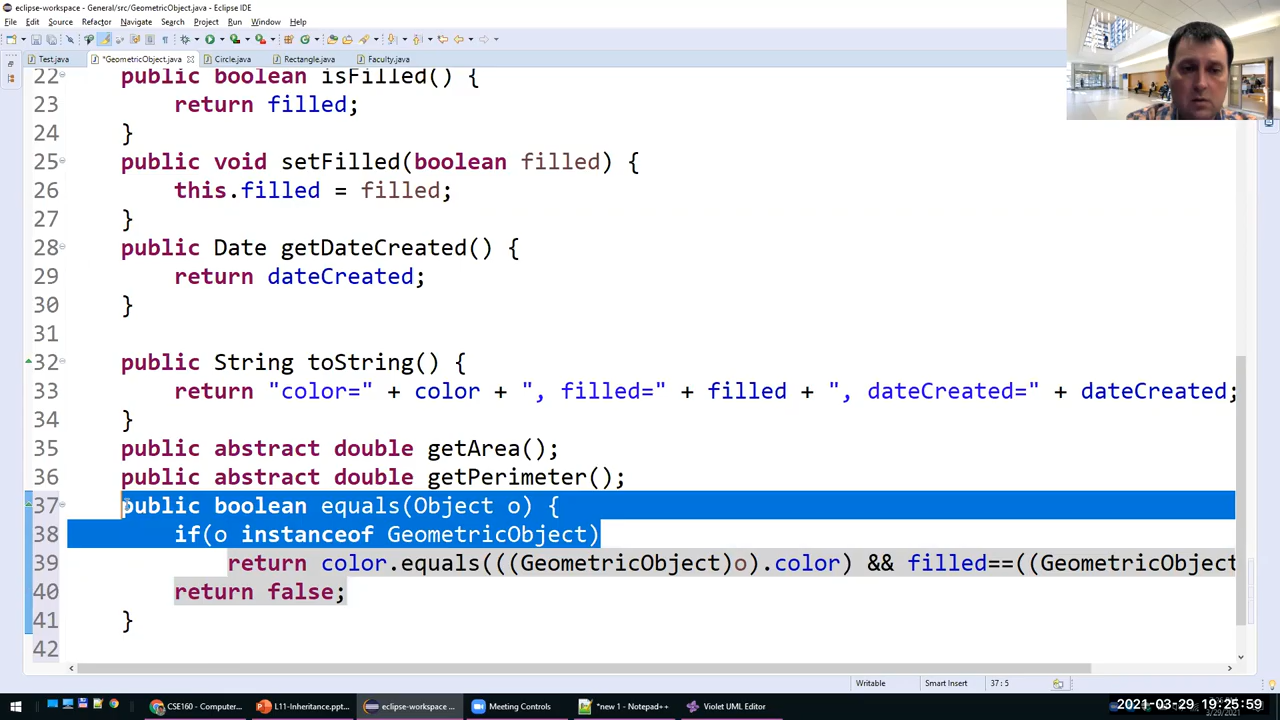 eclipse-workspace - General/src/GeometricObject.java - Eclipse IDE
File Edit Source Refactor Navigate Search Project Run Window Help
Test.java *GeometricObject.java Circle.java Rectangle.java Faculty.java
22 public boolean isFilled() {
23 return filled;
24 }
25 public void setFilled(boolean filled) {
26 this.filled = filled;
27 }
28 public Date getDateCreated() {
29 return dateCreated;
30 }
31
32 public String toString() {
33 return "color=" + color + ", filled=" + filled + ", dateCreated=" + dateCreated;
34 }
35 public abstract double getArea();
36 public abstract double getPerimeter();
37 public boolean equals(Object o) {
38 if(o instanceof GeometricObject)
39 return color.equals(((GeometricObject)o).color) && filled==((GeometricObject
40 return false;
41 }
42
Writable Smart Insert 37 : 5
CSE160 - Computer... L11-Inheritance.ppt... eclipse-workspace ... Meeting Controls *new 1 - Notepad++ Violet UML Editor
2021-03-29 19:25:59